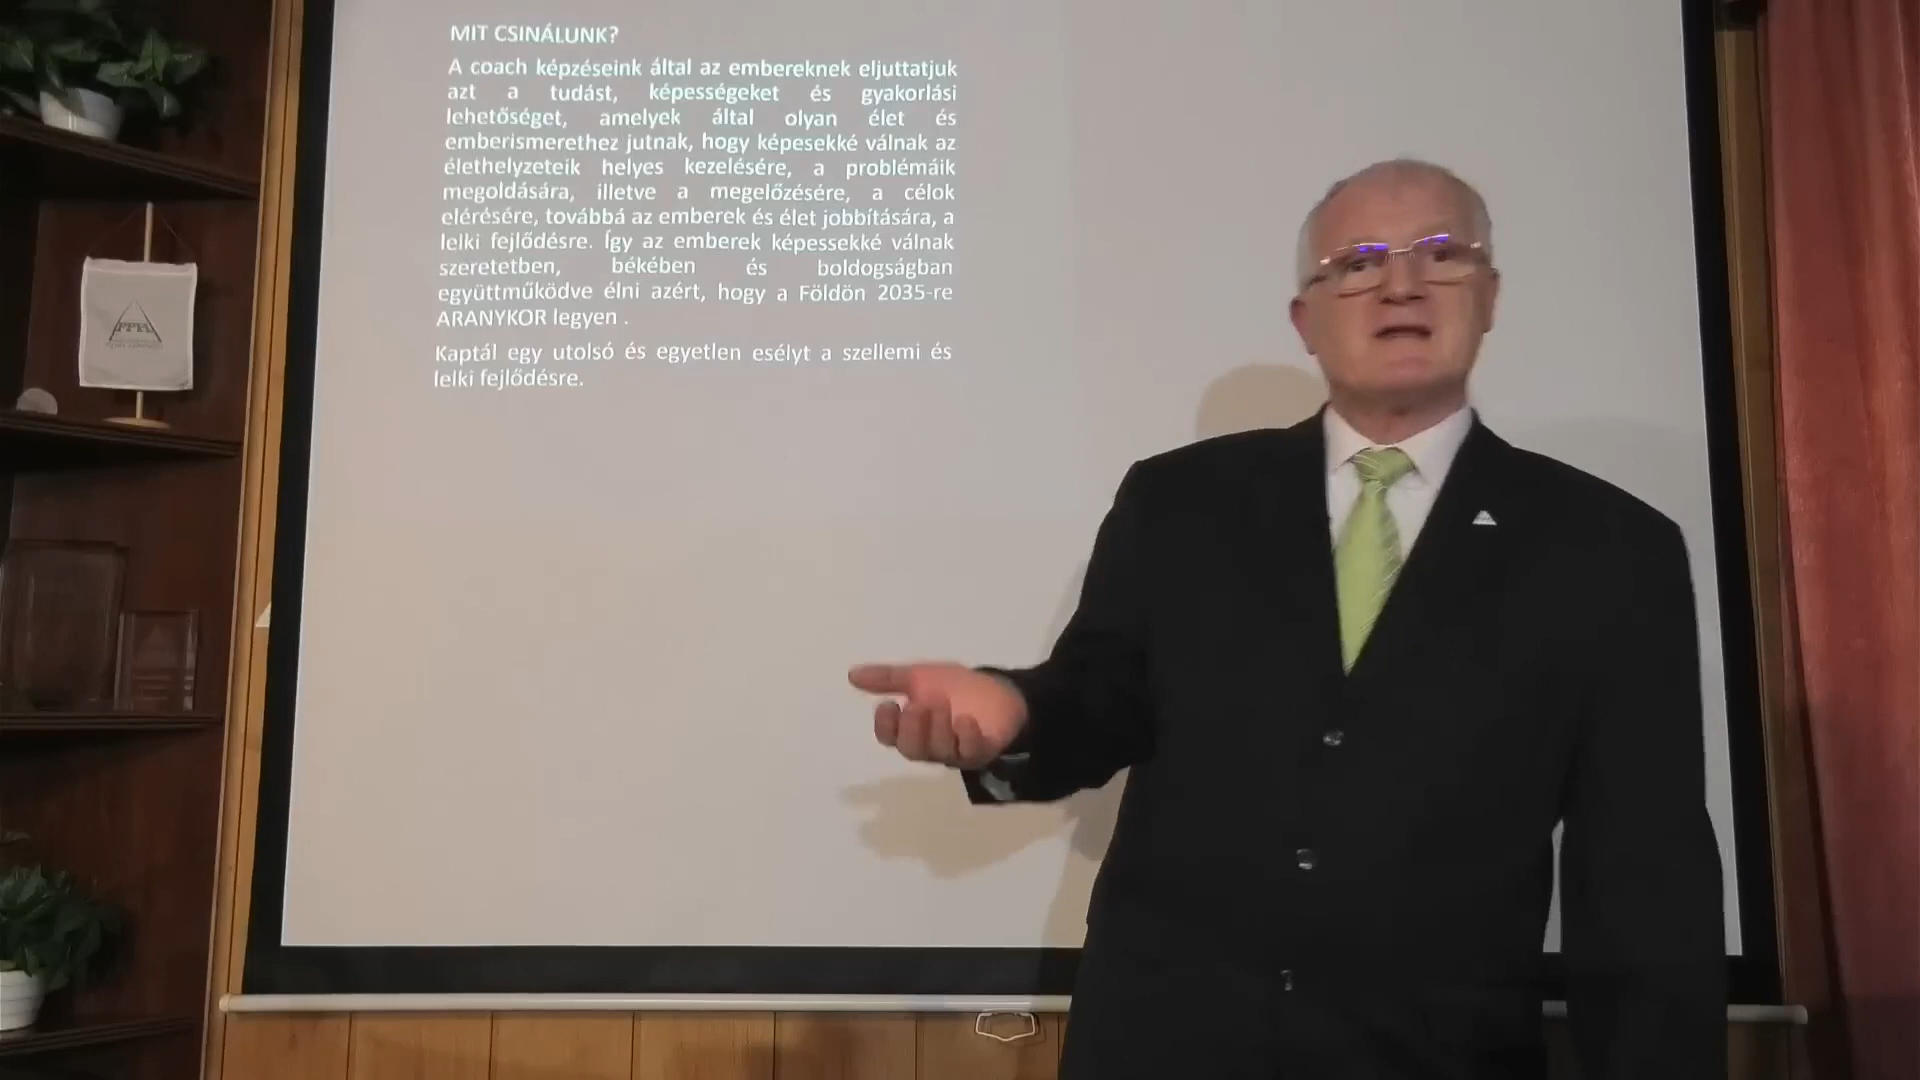 MIT CSINÁLUNK?
A coach képzéseink által az embereknek eljuttatjuk
azt a tudást, képességeket és gyakorlási
lehetőséget, amelyek által olyan élet és
emberismerethez jutnak, hogy képesekké válnak az
élethelyzeteik helyes kezelésére, a problémáik
megoldására, illetve a megelőzésére, a célok
elérésére, továbbá az emberek és élet jobbítására, a
lelki fejlődésre. Így az emberek képessekké válnak
szeretetben, békében és boldogságban
együttműködve élni azért, hogy a Földön 2035-re
ARANYKOR legyen .
Kaptál egy utolsó és egyetlen esélyt a szellemi és
lelki fejlődésre.